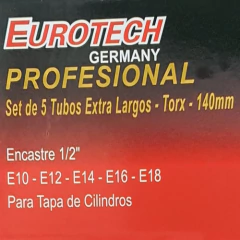 EUROTECH
GERMANY
PROFESIONAL
Set de 5 Tubos Extra Largos - Torx - 140mm
Encastre 1/2"
E10 - E12 - E14 - E16 - E18
Para Tapa de Cilindros